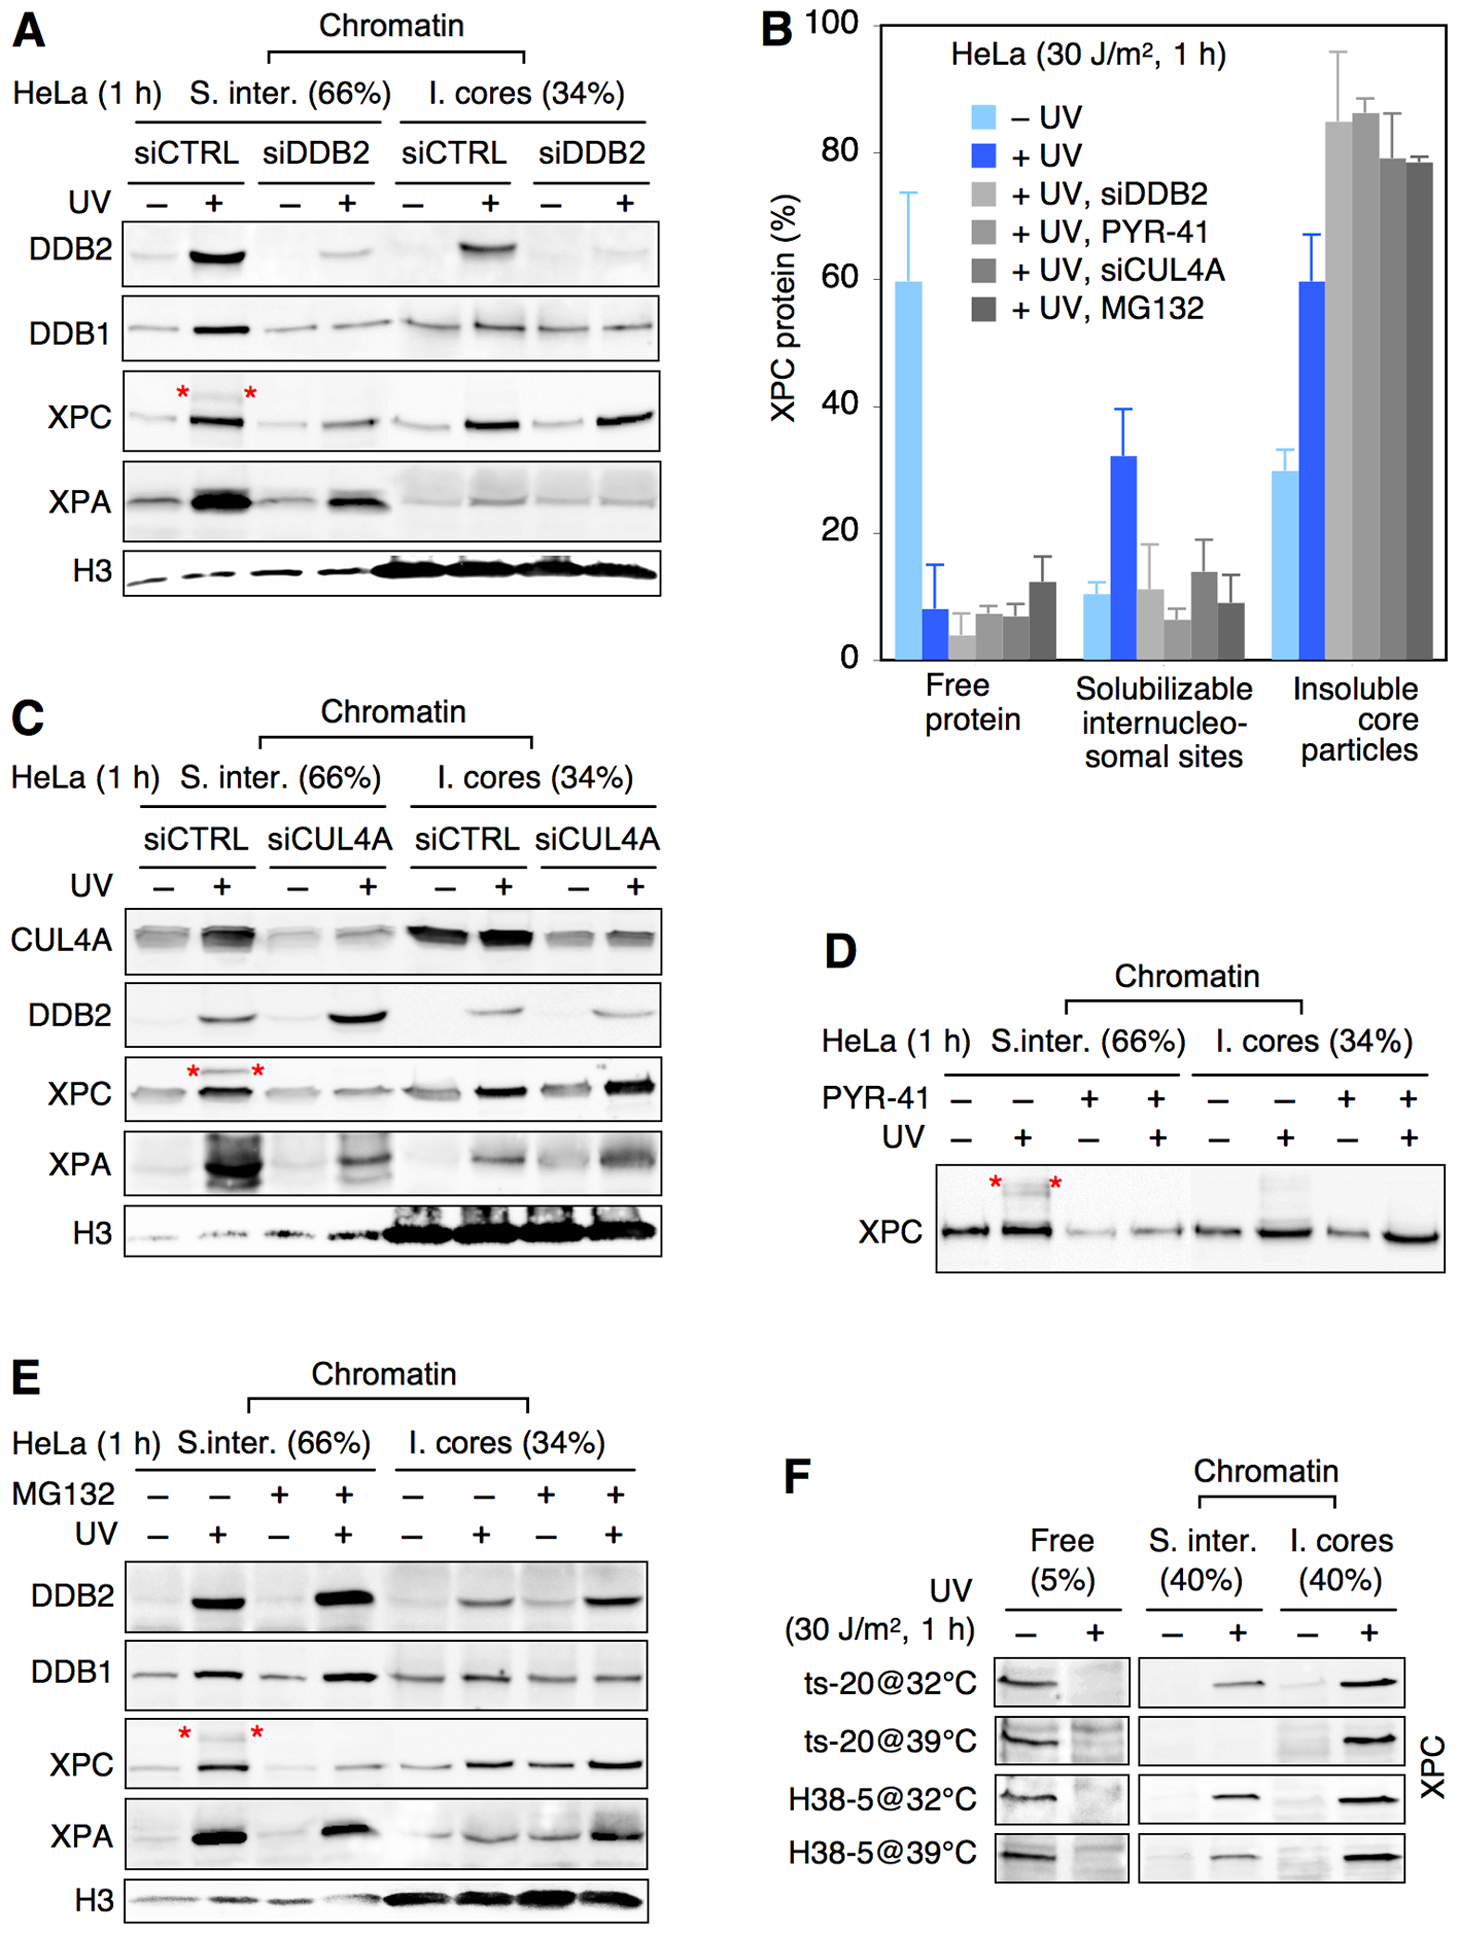 A
Chromatin
HeLa (1 h) S. inter. (66%) I. cores (34%)
siCTRL siDDB2 siCTRL siDDB2
UV – + – + – + – +
DDB2
DDB1
* *
XPC
XPA
H3
B
100
80
60
40
20
0
XPC protein (%)
HeLa (30 J/m², 1 h)
– UV
+ UV
+ UV, siDDB2
+ UV, PYR-41
+ UV, siCUL4A
+ UV, MG132
Free
protein
Solubilizable
internucleo-
somal sites
Insoluble
core
particles
C
Chromatin
HeLa (1 h) S. inter. (66%) I. cores (34%)
siCTRL siCUL4A siCTRL siCUL4A
UV – + – + – + – +
CUL4A
DDB2
* *
XPC
XPA
H3
D
Chromatin
HeLa (1 h) S.inter. (66%) I. cores (34%)
PYR-41 – – + + – – + +
UV – + – + – + – +
* *
XPC
E
Chromatin
HeLa (1 h) S.inter. (66%) I. cores (34%)
MG132 – – + + – – + +
UV – + – + – + – +
DDB2
DDB1
* *
XPC
XPA
H3
F
Chromatin
Free S. inter. I. cores
(5%) (40%) (40%)
UV
(30 J/m², 1 h) – + – + – +
ts-20@32°C
ts-20@39°C
H38-5@32°C
H38-5@39°C
XPC